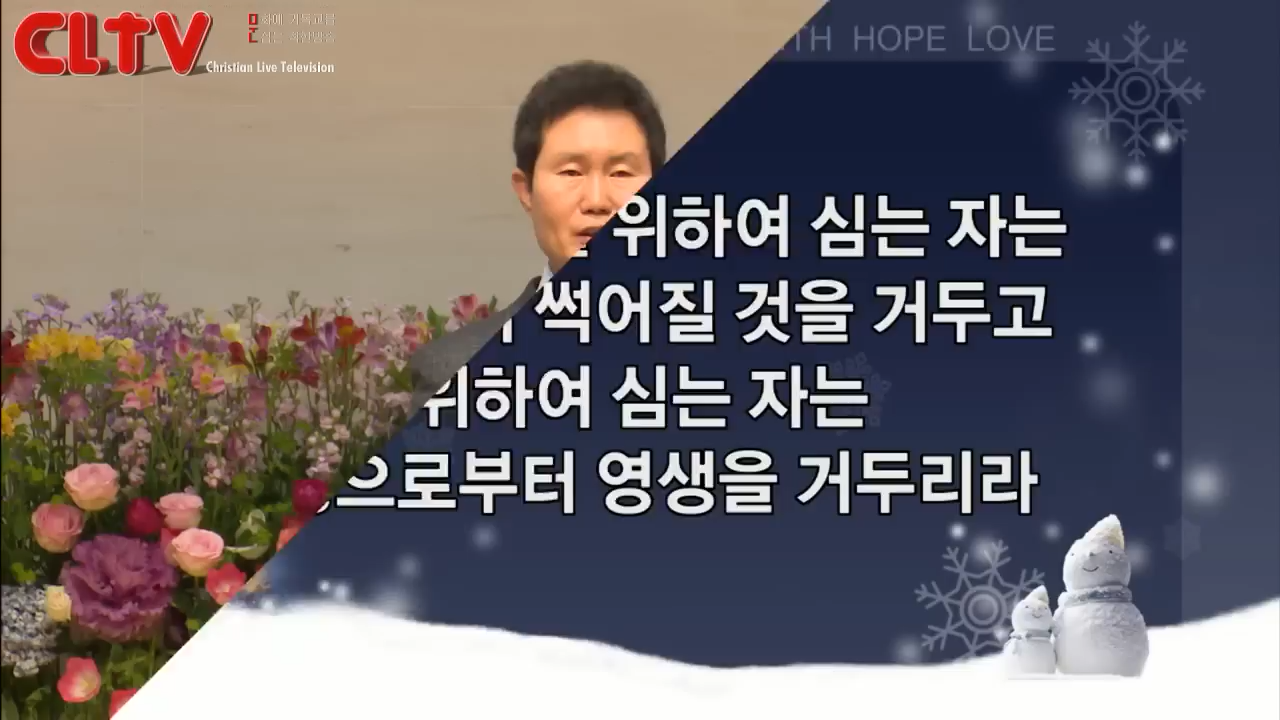 CLTV
Christian Live Television
HOPE LOVE
위하여 심는 자는
썩어질 것을 거두고
위하여 심는 자는
으로부터 영생을 거두리라